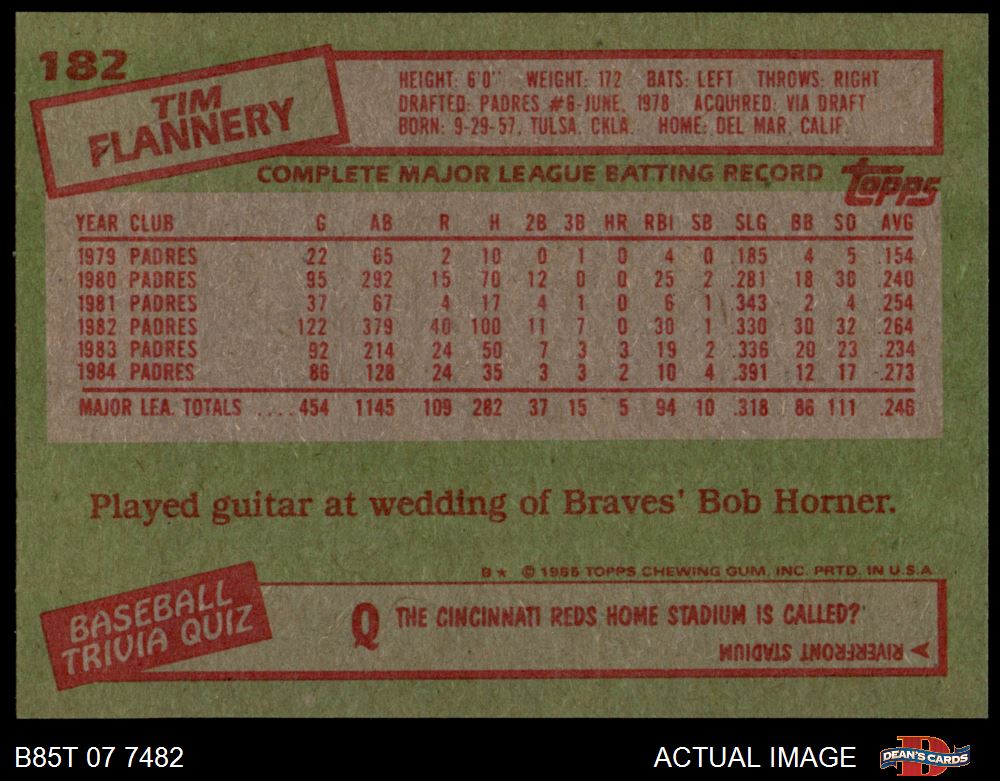 182
TIM
FLANNERY
HEIGHT: 6'0" WEIGHT: 172 BATS: LEFT THROWS: RIGHT
DRAFTED: PADRES #6-JUNE, 1978 ACQUIRED: VIA DRAFT
BORN: 9-29-57, TULSA, OKLA. HOME: DEL MAR, CALIF.
COMPLETE MAJOR LEAGUE BATTING RECORD
Topps
YEAR CLUB G AB R H 2B 3B HR RBI SB SLG BB SO AVG
1979 PADRES 22 65 2 10 0 1 0 4 0 .185 4 5 .154
1980 PADRES 95 292 15 70 12 0 0 25 2 .281 18 30 .240
1981 PADRES 37 67 4 17 4 1 0 6 1 .343 2 4 .254
1982 PADRES 122 379 40 100 11 7 0 30 1 .330 30 32 .264
1983 PADRES 92 214 24 50 7 3 3 19 2 .336 20 23 .234
1984 PADRES 86 128 24 35 3 3 2 10 4 .391 12 17 .273
MAJOR LEA. TOTALS ....454 1145 109 282 37 15 5 94 10 .318 86 111 .246
Played guitar at wedding of Braves' Bob Horner.
B★ © 1985 TOPPS CHEWING GUM, INC. PRTD. IN U.S.A.
BASEBALL
TRIVIA QUIZ
Q THE CINCINNATI REDS HOME STADIUM IS CALLED?
RIVERFRONT STADIUM
B85T 07 7482
ACTUAL IMAGE
DEAN'S CARDS